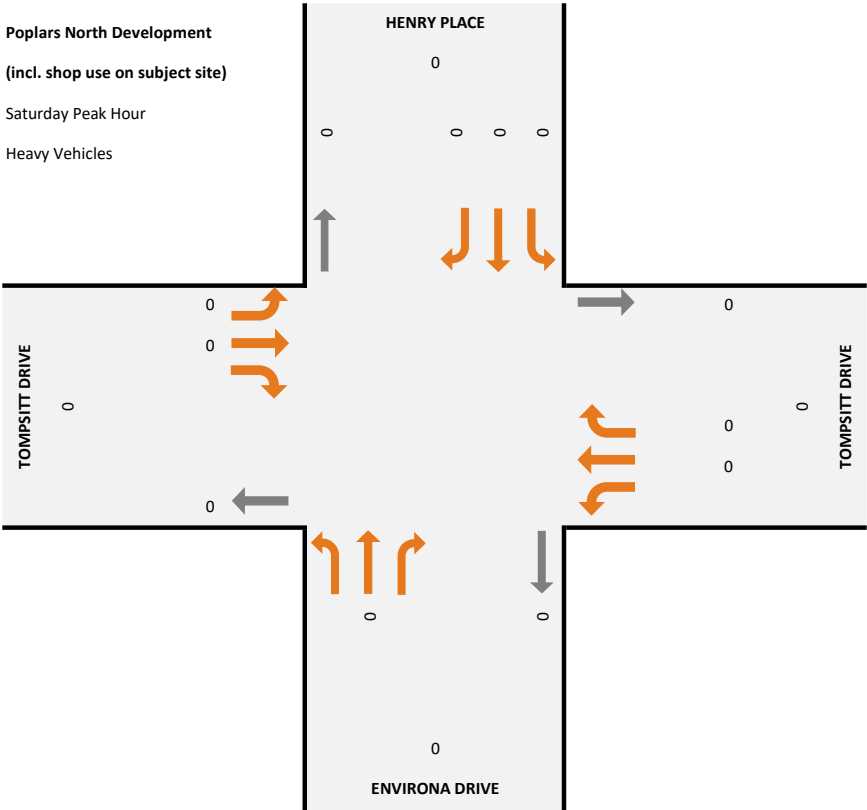 Poplars North Development
HENRY PLACE
(incl. shop use on subject site)
0
Saturday Peak Hour
0 0 0 0
Heavy Vehicles
0 0
0
TOMPSITT DRIVE
0
0
TOMPSITT DRIVE
0
0
0
0
0 0
0
ENVIRONA DRIVE